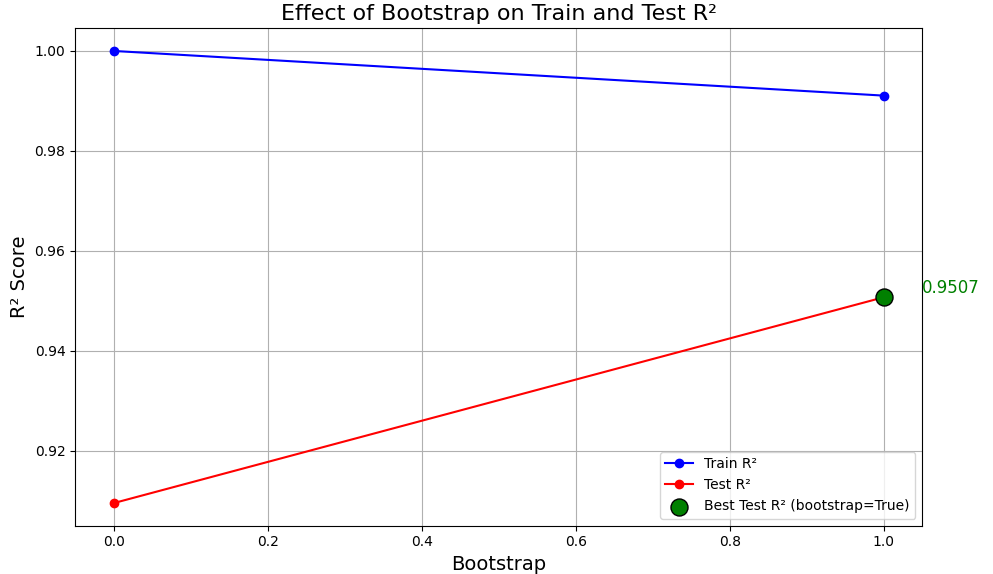 Effect of Bootstrap on Train and Test R²
1.00
0.98
0.96
0.94
0.92
R² Score
0.9507
Train R²
Test R²
Best Test R² (bootstrap=True)
0.0 0.2 0.4 0.6 0.8 1.0
Bootstrap